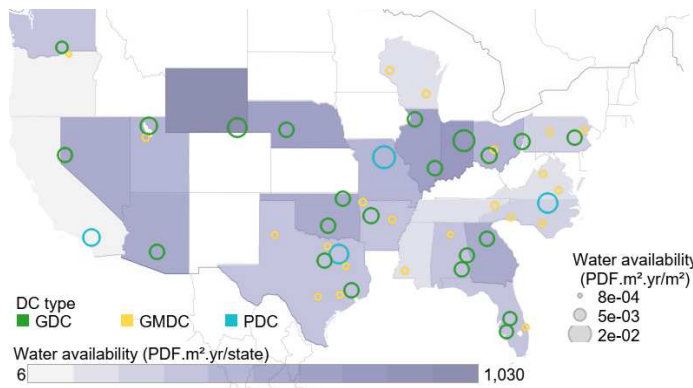 DC type
GDC GMDC PDC
Water availability (PDF.m².yr/state)
6 1,030
Water availability
(PDF.m².yr/m²)
8e-04
5e-03
2e-02